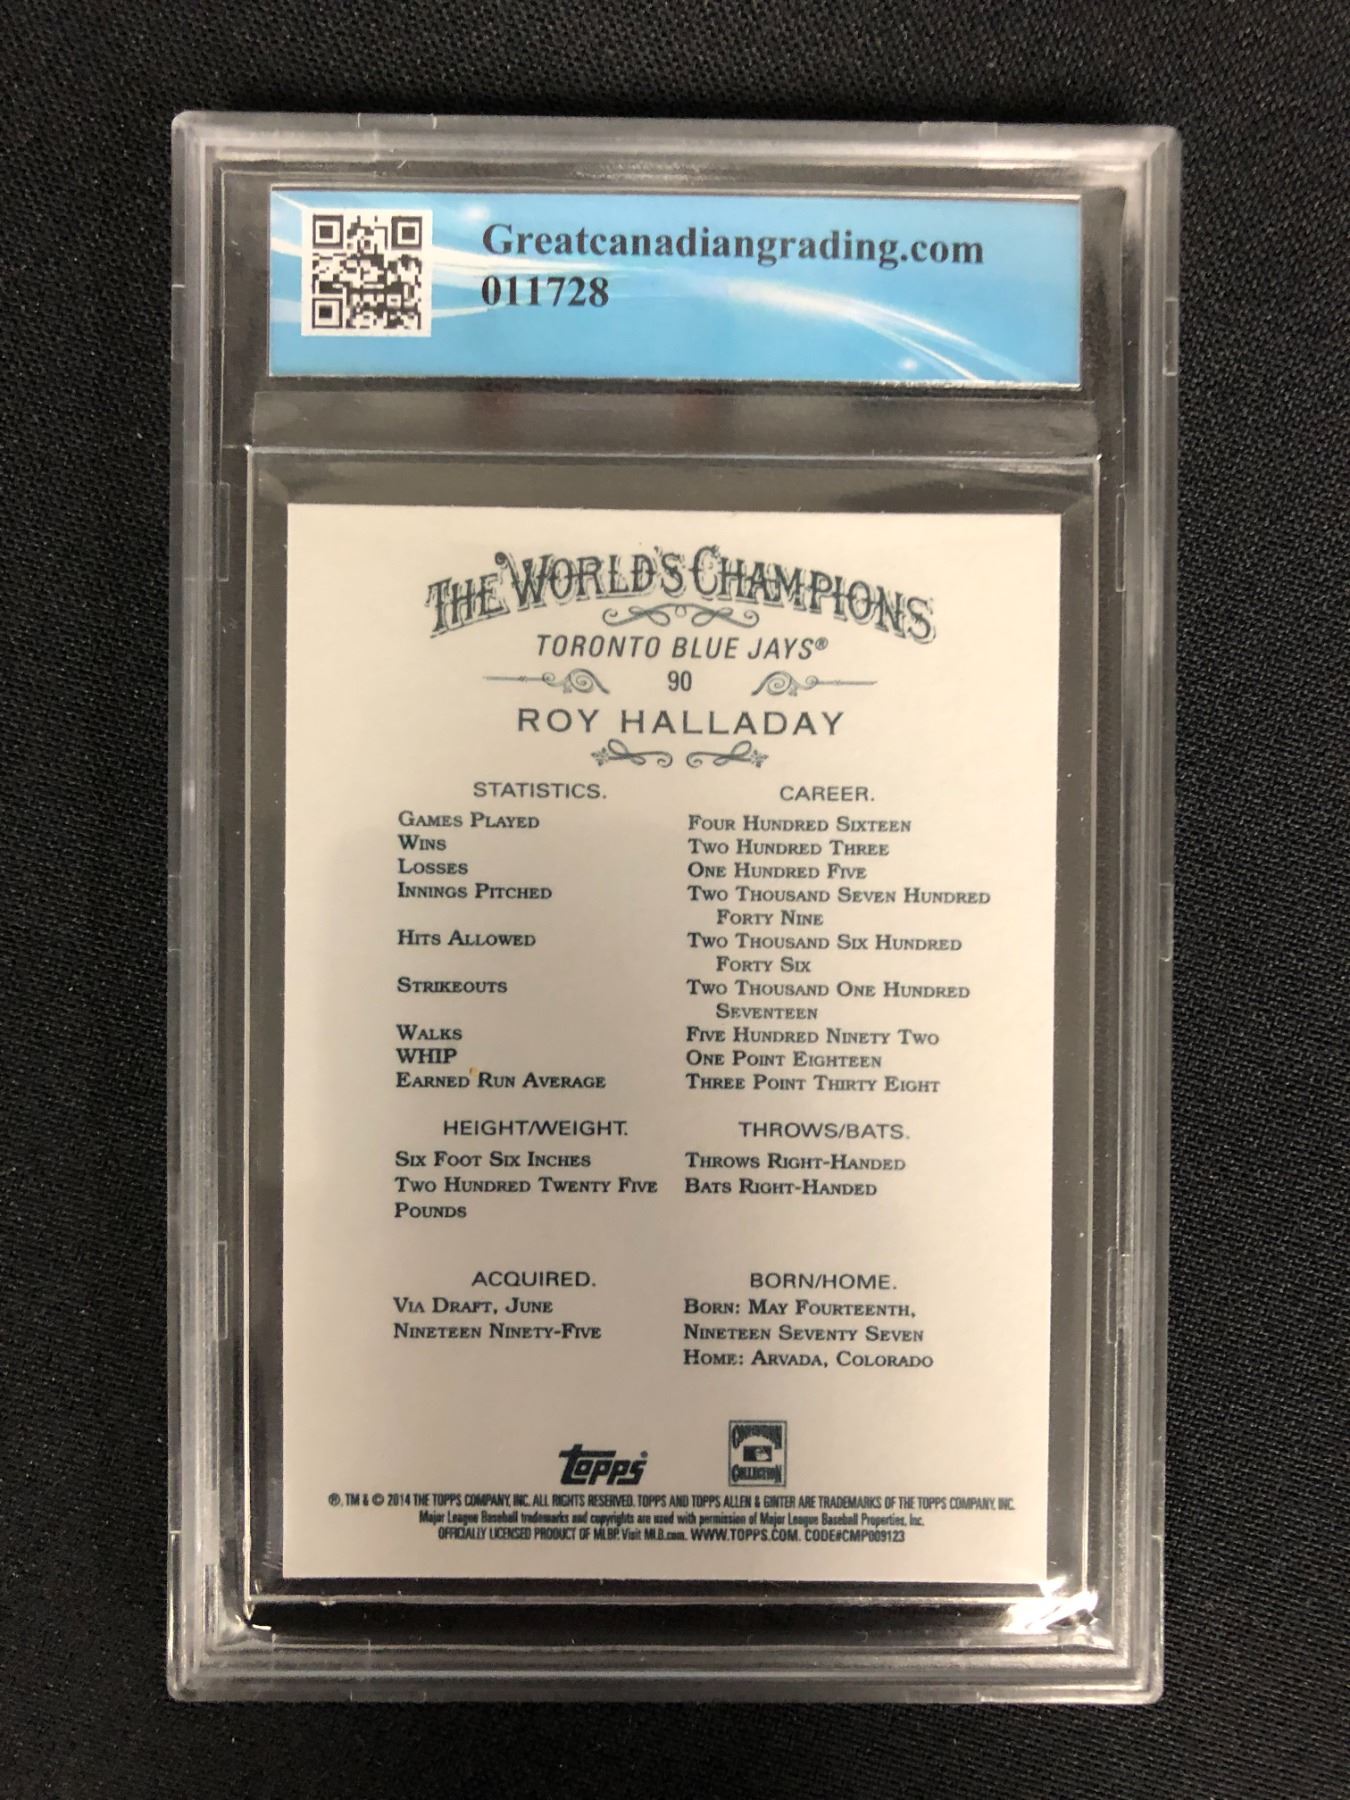 Greatcanadiangrading.com
011728
THE WORLD'S CHAMPIONS
TORONTO BLUE JAYS®
90
ROY HALLADAY
STATISTICS. CAREER.
GAMES PLAYED FOUR HUNDRED SIXTEEN
WINS TWO HUNDRED THREE
LOSSES ONE HUNDRED FIVE
INNINGS PITCHED TWO THOUSAND SEVEN HUNDRED
FORTY NINE
HITS ALLOWED TWO THOUSAND SIX HUNDRED
FORTY SIX
STRIKEOUTS TWO THOUSAND ONE HUNDRED
SEVENTEEN
WALKS FIVE HUNDRED NINETY TWO
WHIP ONE POINT EIGHTEEN
EARNED RUN AVERAGE THREE POINT THIRTY EIGHT
HEIGHT/WEIGHT. THROWS/BATS.
SIX FOOT SIX INCHES THROWS RIGHT-HANDED
TWO HUNDRED TWENTY FIVE BATS RIGHT-HANDED
POUNDS
ACQUIRED. BORN/HOME.
VIA DRAFT, JUNE BORN: MAY FOURTEENTH,
NINETEEN NINETY-FIVE NINETEEN SEVENTY SEVEN
HOME: ARVADA, COLORADO
topps®
COOPERSTOWN
COLLECTION
®, TM & © 2014 THE TOPPS COMPANY, INC. ALL RIGHTS RESERVED. TOPPS AND TOPPS ALLEN & GINTER ARE TRADEMARKS OF THE TOPPS COMPANY, INC.
Major League Baseball trademarks and copyrights are used with permission of Major League Baseball Properties, Inc.
OFFICIALLY LICENSED PRODUCT OF MLBP. Visit MLB.com. WWW.TOPPS.COM. CODE#CMP009123